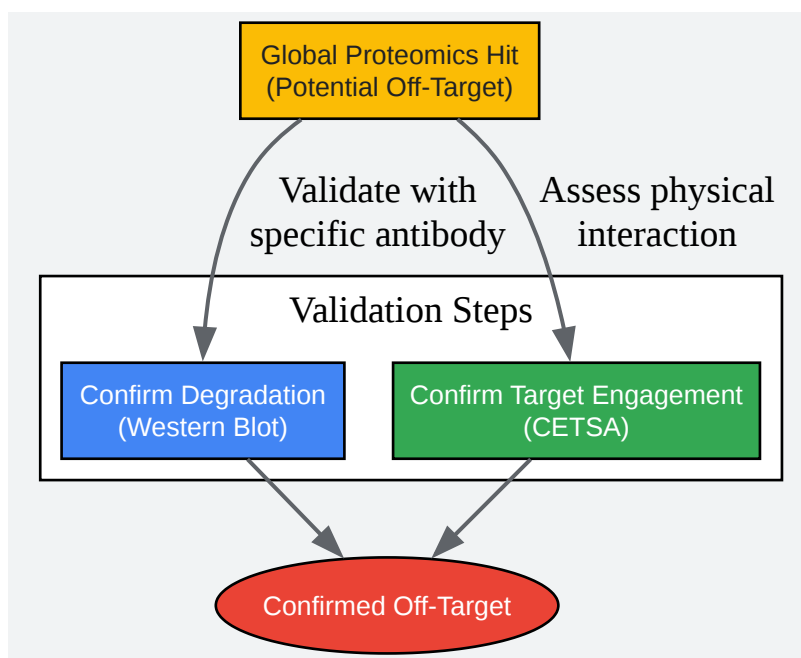 Global Proteomics Hit
(Potential Off-Target)
Validate with
specific antibody
Assess physical
interaction
Validation Steps
Confirm Degradation
(Western Blot)
Confirm Target Engagement
(CETSA)
Confirmed Off-Target